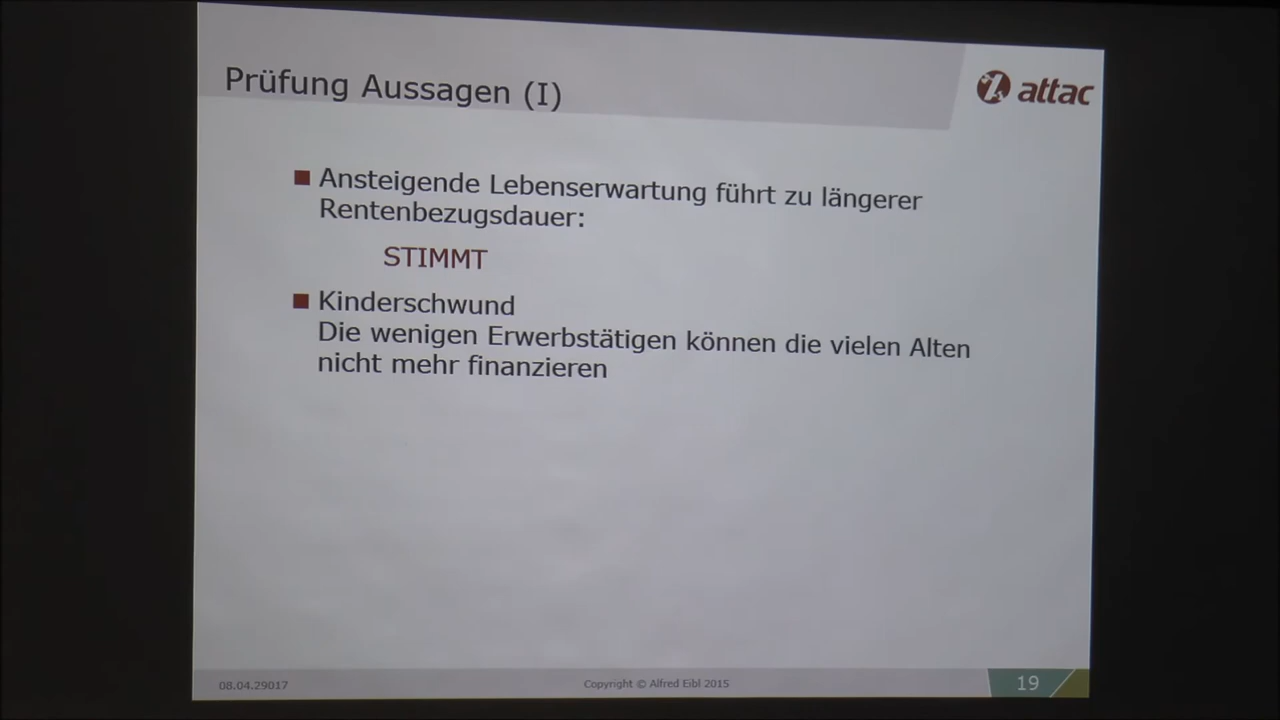 Prüfung Aussagen (I)
attac
Ansteigende Lebenserwartung führt zu längerer
Rentenbezugsdauer:
STIMMT
Kinderschwund
Die wenigen Erwerbstätigen können die vielen Alten
nicht mehr finanzieren
08.04.29017
Copyright © Alfred Eibl 2015
19